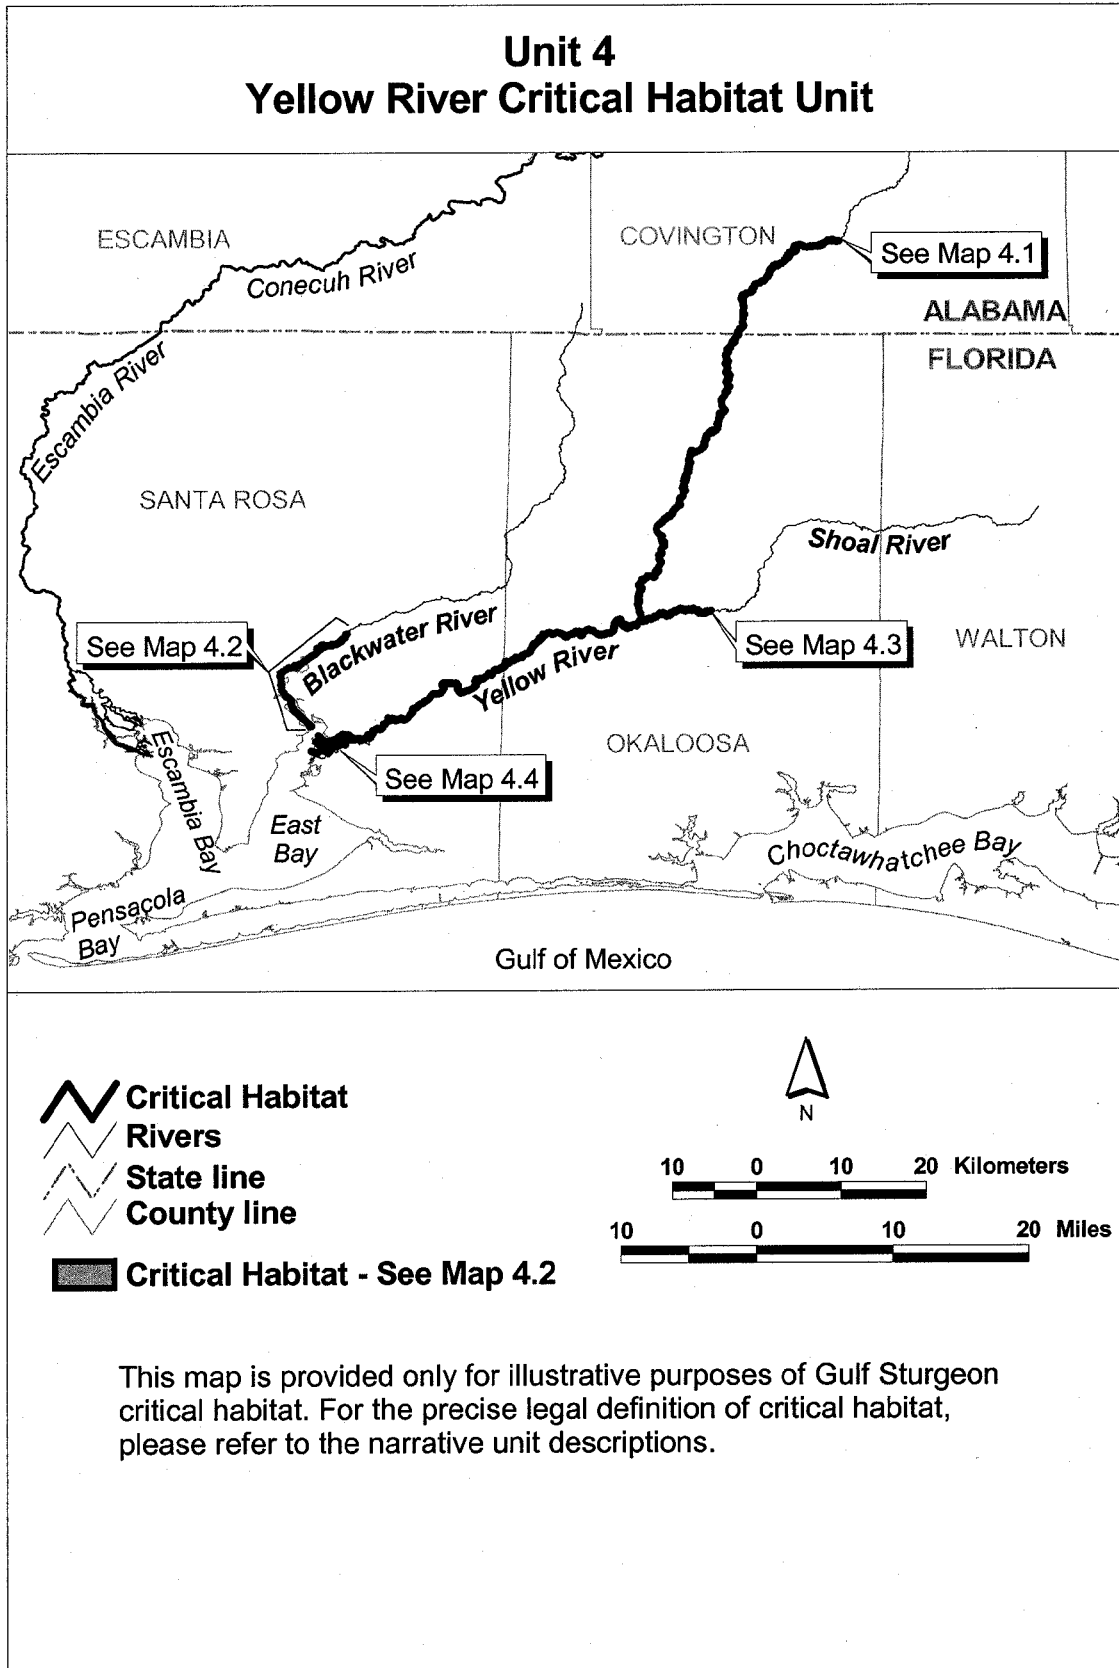 Unit 4
Yellow River Critical Habitat Unit
ESCAMBIA
COVINGTON
See Map 4.1
Conecuh River
ALABAMA
FLORIDA
Escambia River
SANTA ROSA
Shoal River
See Map 4.2
Blackwater River
See Map 4.3
WALTON
Yellow River
OKALOOSA
See Map 4.4
Escambia Bay
East
Bay
Choctawhatchee Bay
Pensacola
Bay
Gulf of Mexico
Critical Habitat
Rivers
State line
County line
Critical Habitat - See Map 4.2
N
10 0 10 20 Kilometers
10 0 10 20 Miles
This map is provided only for illustrative purposes of Gulf Sturgeon
critical habitat. For the precise legal definition of critical habitat,
please refer to the narrative unit descriptions.